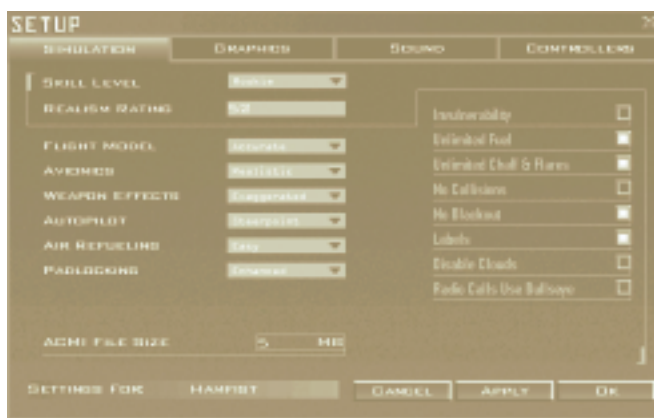 SETUP
SIMULATION GRAPHICS SOUND CONTROLLERS
SKILL LEVEL Rookie
REALISM RATING
Invulnerability
FLIGHT MODEL Accurate
Unlimited Fuel
AVIONICS Realistic
Unlimited Chaff & Flares
WEAPON EFFECTS Exaggerated
No Collisions
AUTOPILOT Steerpoint
No Blackout
AIR REFUELING Easy
Labels
PADLOCKING Enhanced
Disable Clouds
Radio Calls Use Bullseye
ACMI FILE SIZE 5 MB
SETTINGS FOR: CANCEL APPLY OK